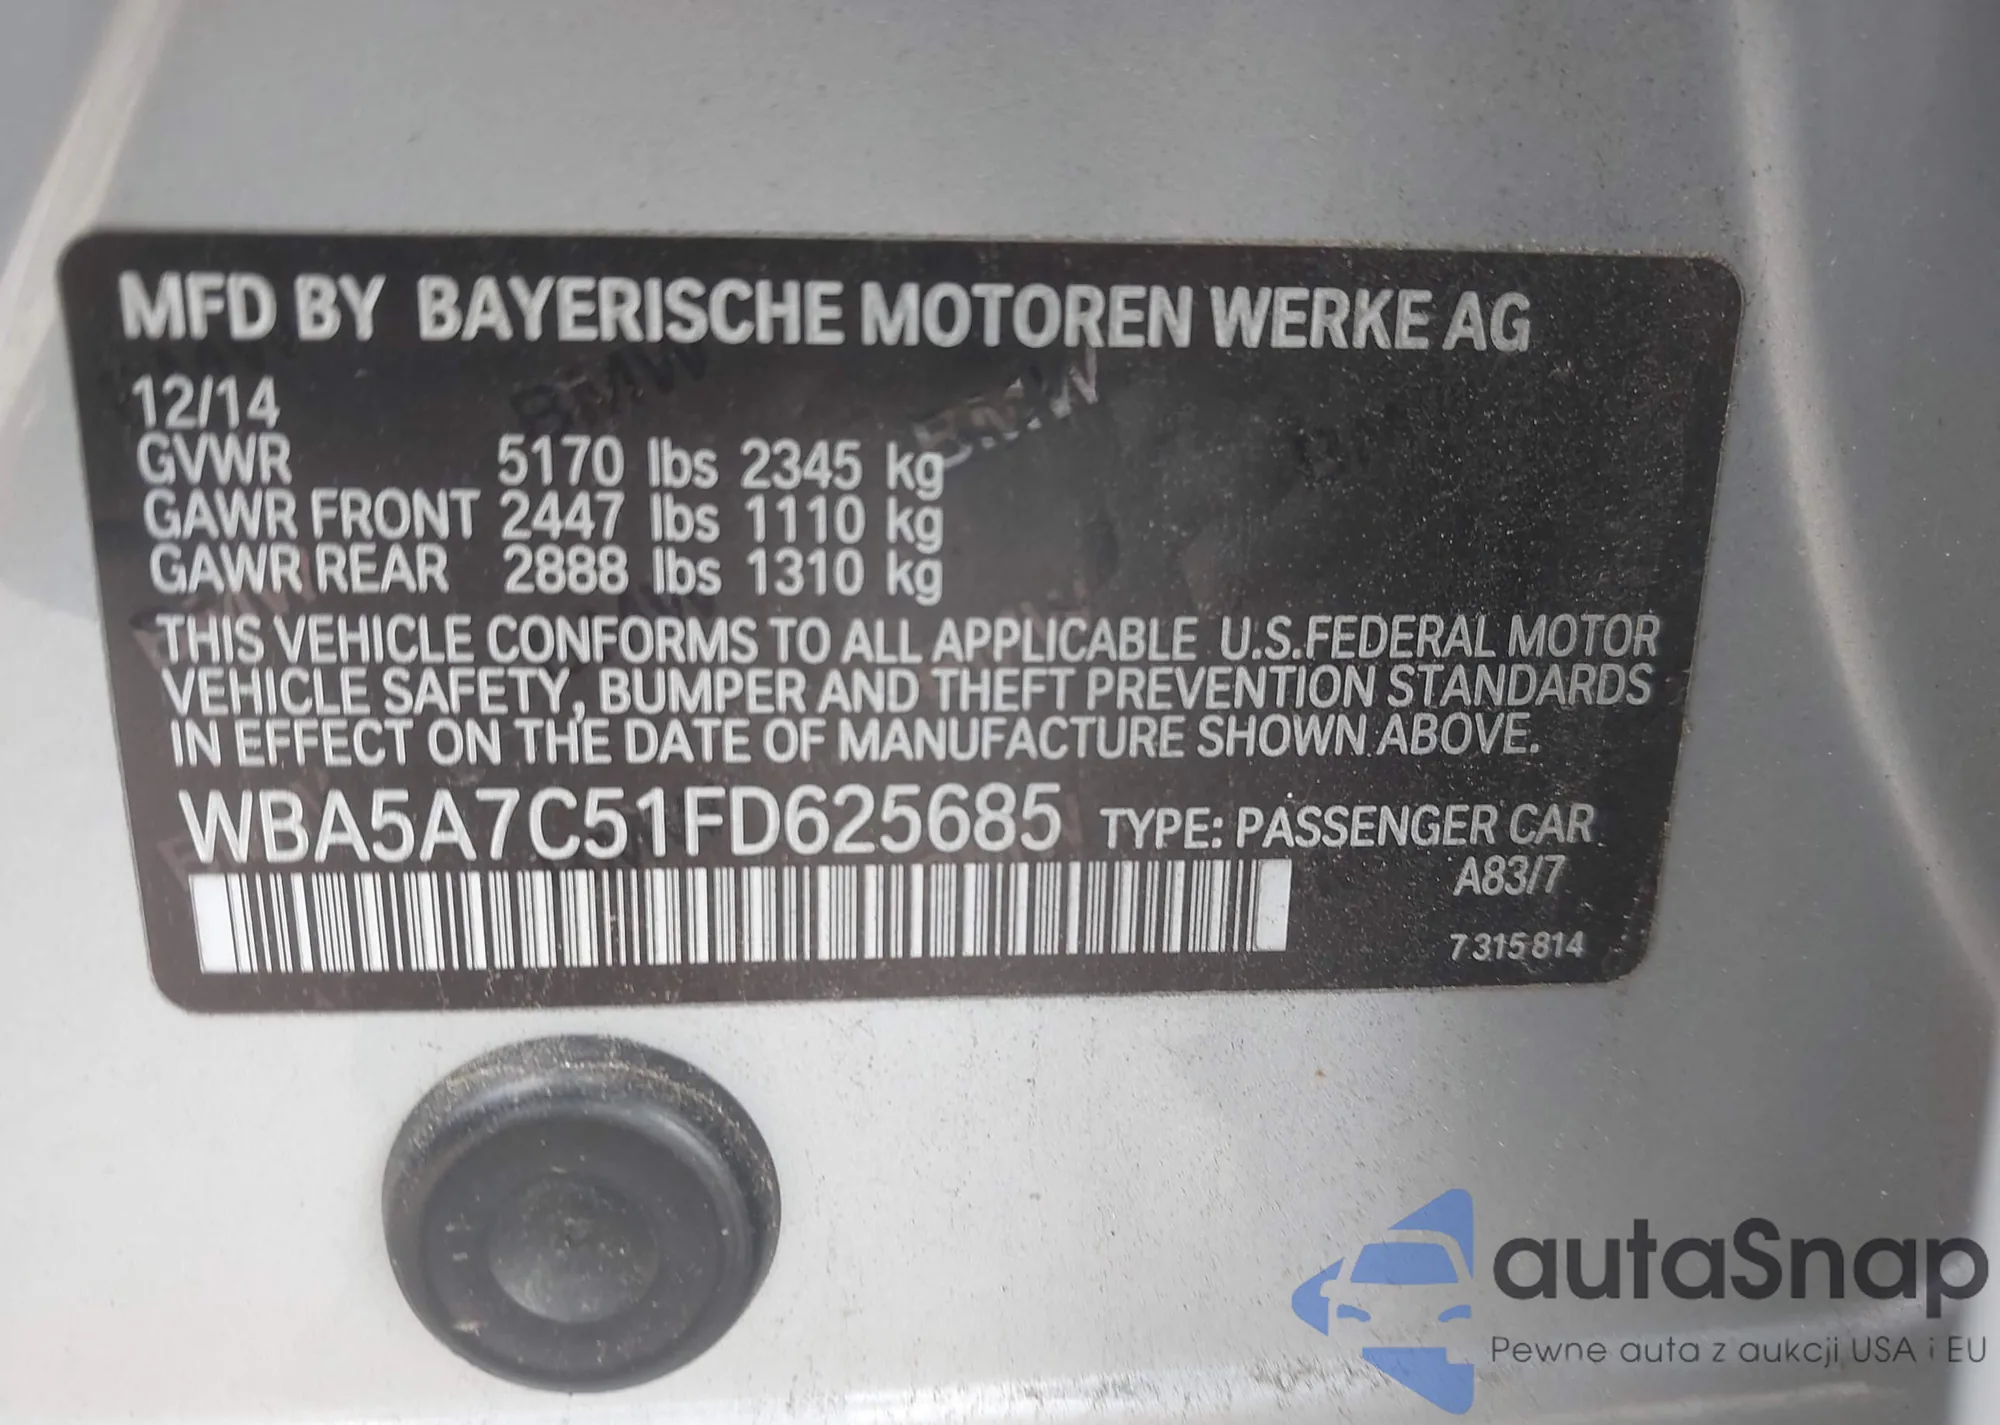 MFD BY BAYERISCHE MOTOREN WERKE AG
12/14
GVWR 5170 lbs 2345 kg
GAWR FRONT 2447 lbs 1110 kg
GAWR REAR 2888 lbs 1310 kg
THIS VEHICLE CONFORMS TO ALL APPLICABLE U.S.FEDERAL MOTOR
VEHICLE SAFETY, BUMPER AND THEFT PREVENTION STANDARDS
IN EFFECT ON THE DATE OF MANUFACTURE SHOWN ABOVE.
WBA5A7C51FD625685 TYPE: PASSENGER CAR
A83/7
7 315 814
autaSnap
Pewne auta z aukcji USA i EU